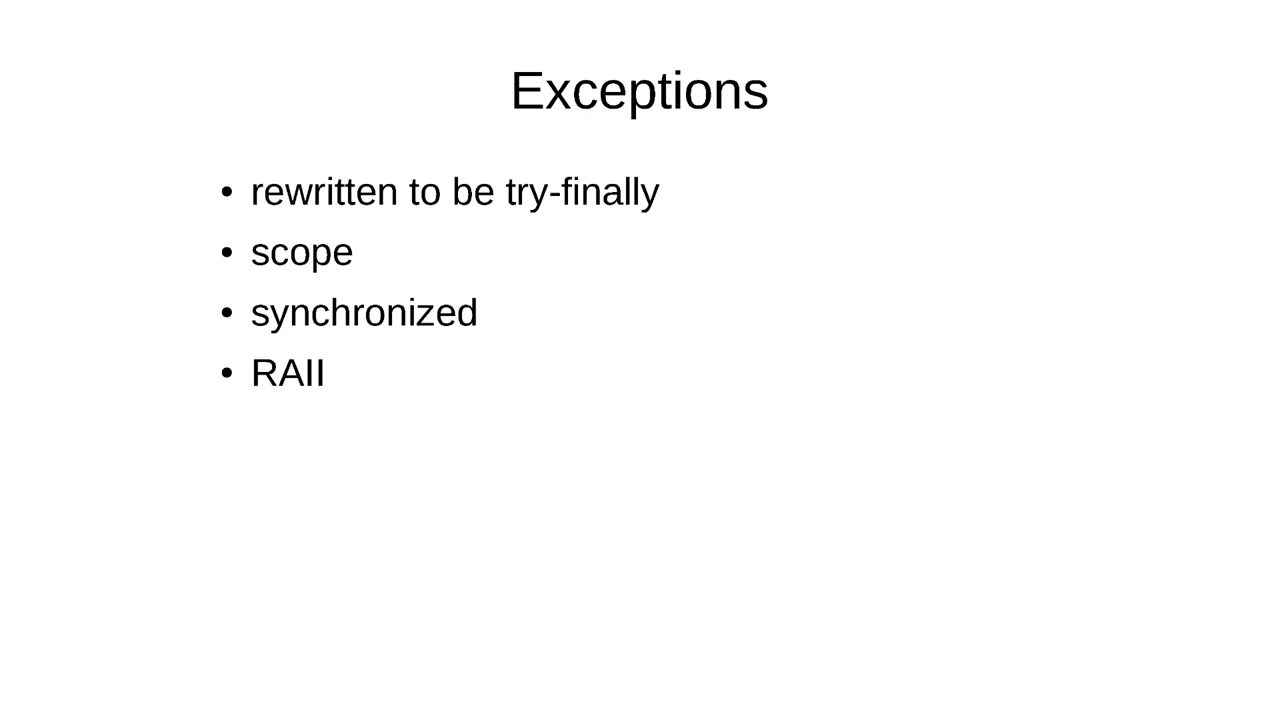 Exceptions
• rewritten to be try-finally
• scope
• synchronized
• RAII